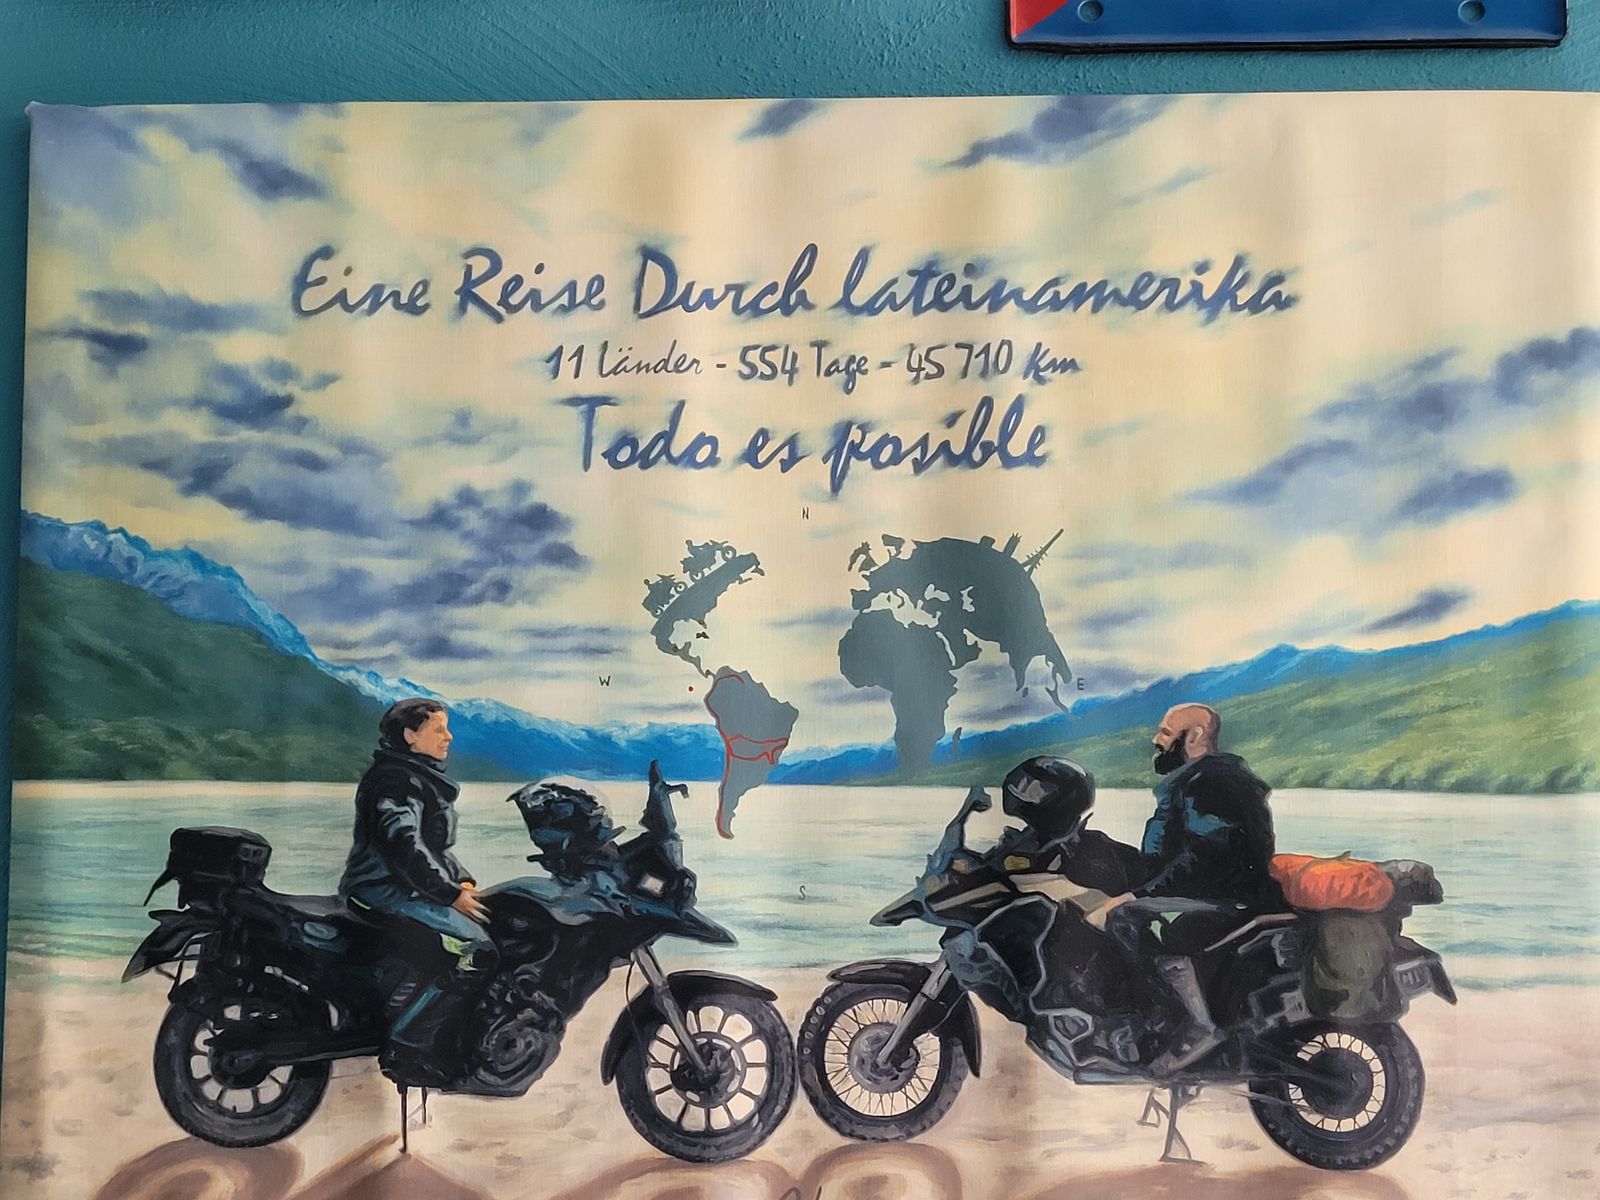 Eine Reise Durch lateinamerika
11 Länder - 554 Tage - 45 710 Km
Todo es posible
N
W
E
S